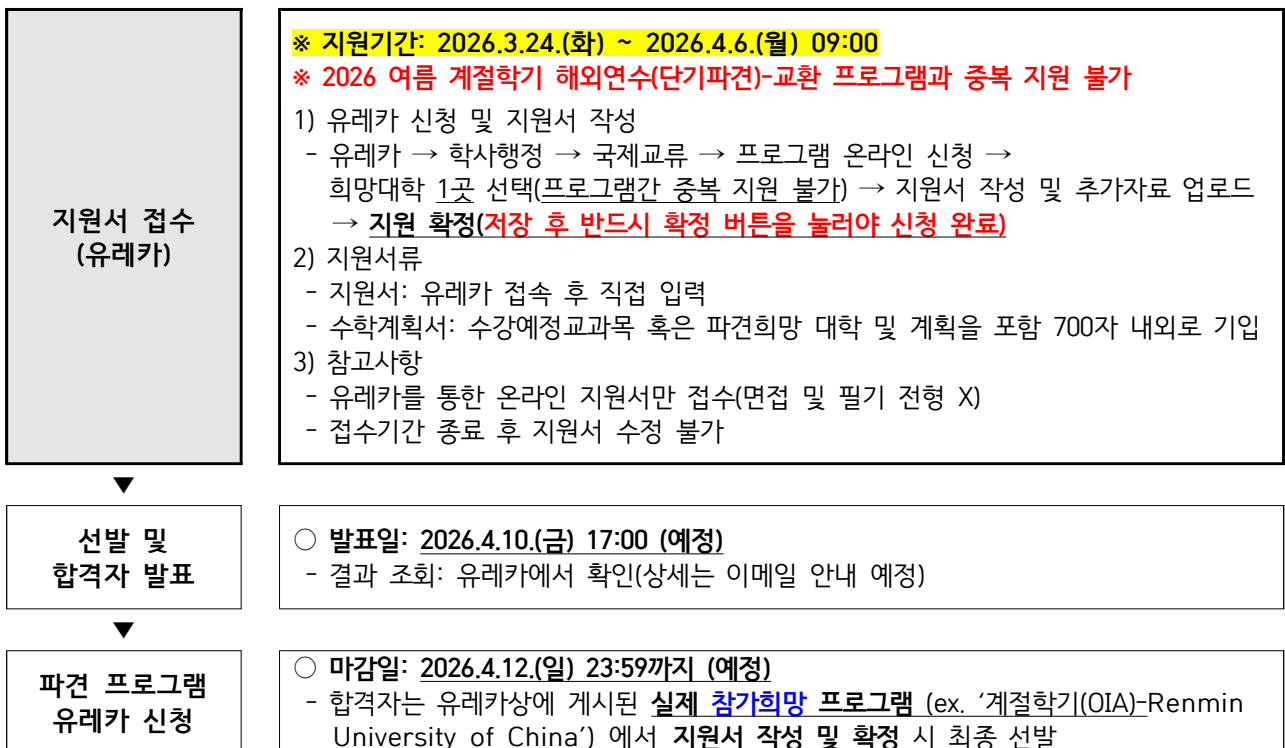 지원서 접수
(유레카)
※ 지원기간: 2026.3.24.(화) ~ 2026.4.6.(월) 09:00
※ 2026 여름 계절학기 해외연수(단기파견)-교환 프로그램과 중복 지원 불가
1) 유레카 신청 및 지원서 작성
- 유레카 → 학사행정 → 국제교류 → 프로그램 온라인 신청 →
희망대학 1곳 선택(프로그램간 중복 지원 불가) → 지원서 작성 및 추가자료 업로드
→ 지원 확정(저장 후 반드시 확정 버튼을 눌러야 신청 완료)
2) 지원서류
- 지원서: 유레카 접속 후 직접 입력
- 수학계획서: 수강예정교과목 혹은 파견희망 대학 및 계획을 포함 700자 내외로 기입
3) 참고사항
- 유레카를 통한 온라인 지원서만 접수(면접 및 필기 전형 X)
- 접수기간 종료 후 지원서 수정 불가
▼
선발 및
합격자 발표
○ 발표일: 2026.4.10.(금) 17:00 (예정)
- 결과 조회: 유레카에서 확인(상세는 이메일 안내 예정)
▼
파견 프로그램
유레카 신청
○ 마감일: 2026.4.12.(일) 23:59까지 (예정)
- 합격자는 유레카상에 게시된 실제 참가희망 프로그램 (ex. '계절학기(OIA)-Renmin
University of China') 에서 지원서 작성 및 확정 시 최종 선발